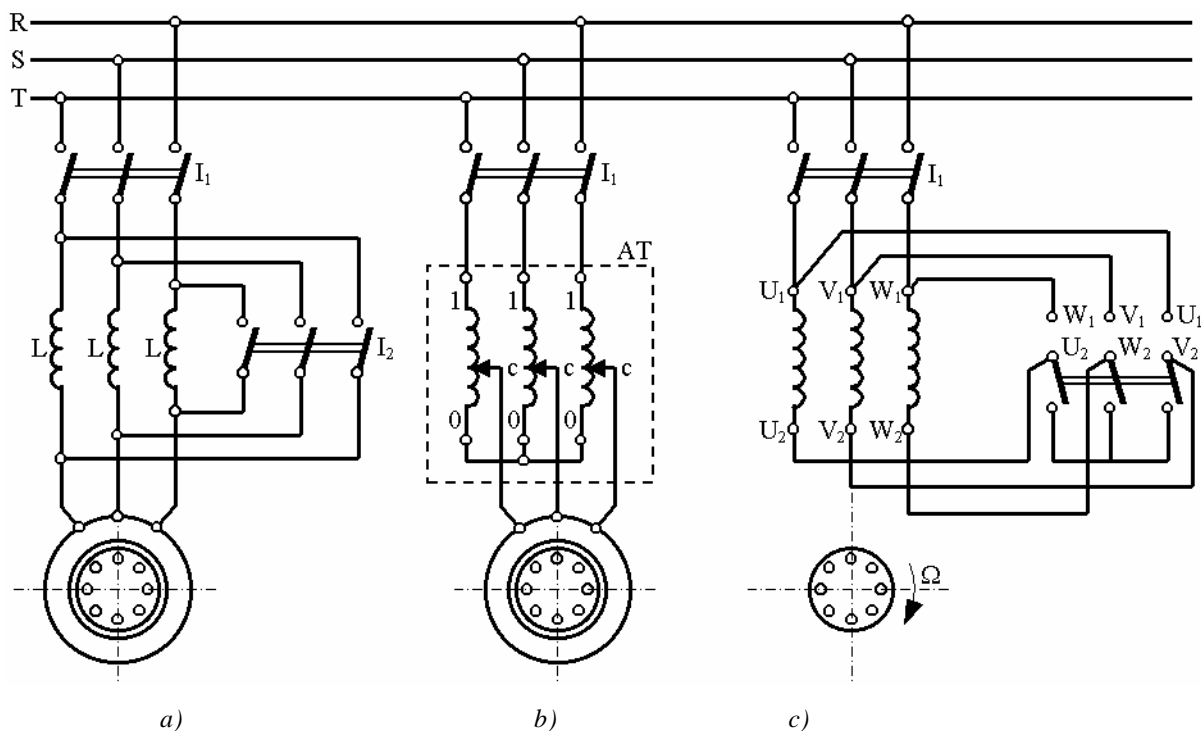 R
S
T
I₁ I₁ I₁
AT
U₁ V₁ W₁
1 1 1
W₁ V₁ U₁
L L L I₂
U₂ W₂ V₂
c c c
0 0 0
U₂ V₂ W₂
Ω
a) b) c)